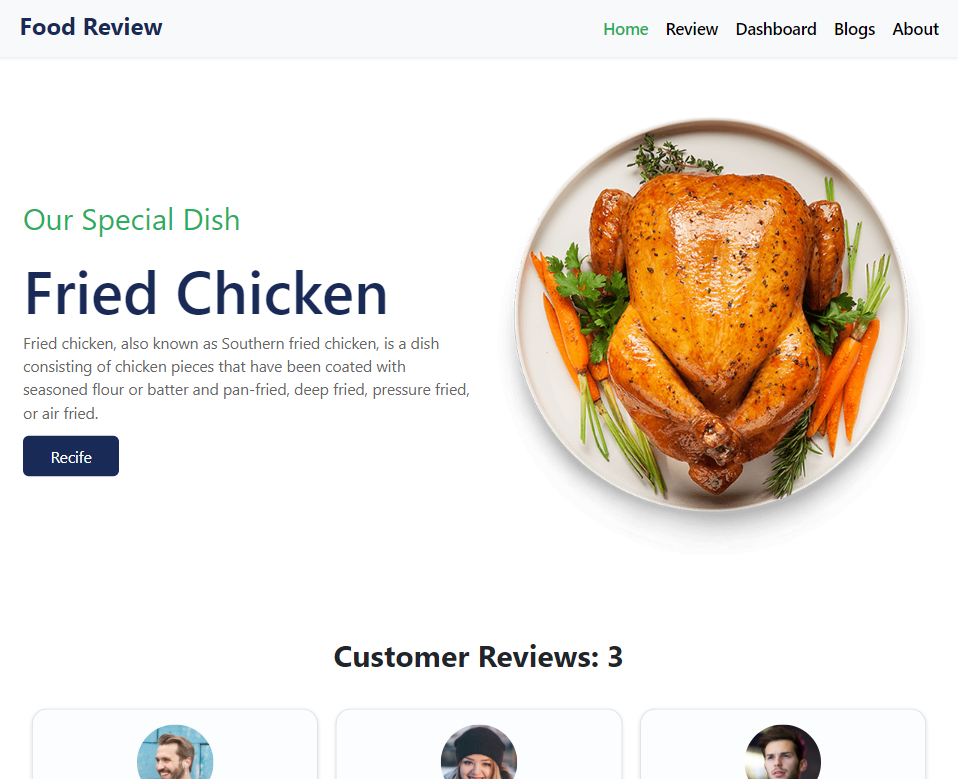 Food Review
Home Review Dashboard Blogs About
Our Special Dish
Fried Chicken
Fried chicken, also known as Southern fried chicken, is a dish
consisting of chicken pieces that have been coated with
seasoned flour or batter and pan-fried, deep fried, pressure fried,
or air fried.
Recife
Customer Reviews: 3